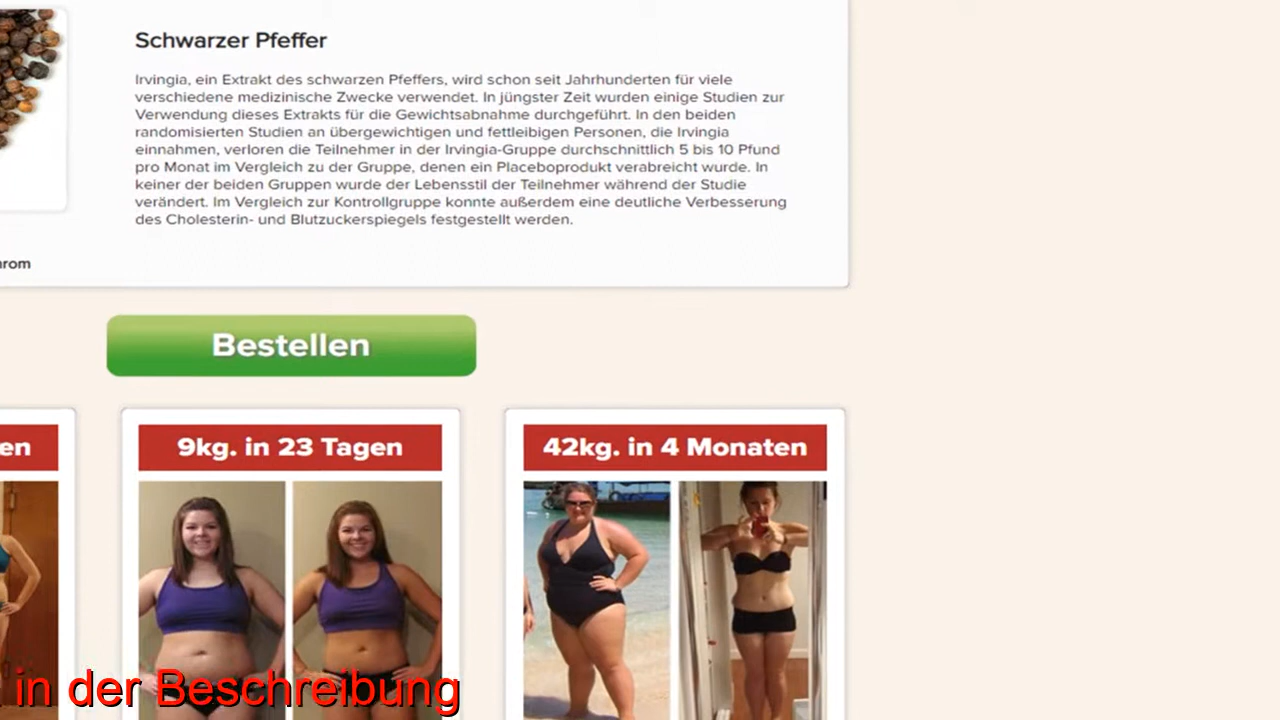 Schwarzer Pfeffer
Irvingia, ein Extrakt des schwarzen Pfeffers, wird schon seit Jahrhunderten für viele
verschiedene medizinische Zwecke verwendet. In jüngster Zeit wurden einige Studien zur
Verwendung dieses Extrakts für die Gewichtsabnahme durchgeführt. In den beiden
randomisierten Studien an übergewichtigen und fettleibigen Personen, die Irvingia
einnahmen, verloren die Teilnehmer in der Irvingia-Gruppe durchschnittlich 5 bis 10 Pfund
pro Monat im Vergleich zu der Gruppe, denen ein Placeboprodukt verabreicht wurde. In
keiner der beiden Gruppen wurde der Lebensstil der Teilnehmer während der Studie
verändert. Im Vergleich zur Kontrollgruppe konnte außerdem eine deutliche Verbesserung
des Cholesterin- und Blutzuckerspiegels festgestellt werden.
rom
Bestellen
en
9kg. in 23 Tagen
42kg. in 4 Monaten
in der Beschreibung